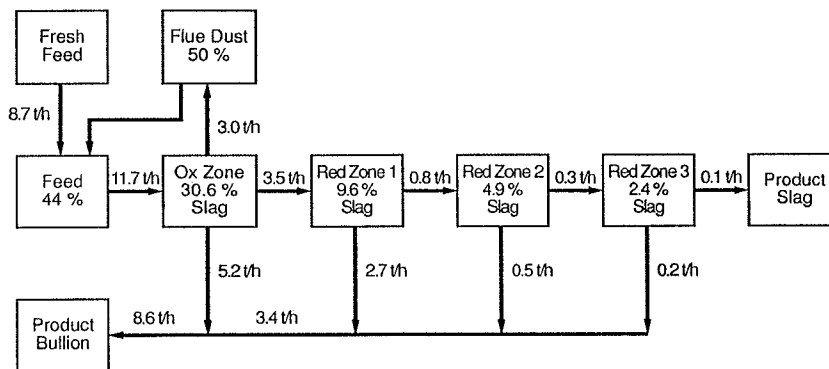 Fresh
Feed
Flue Dust
50 %
8.7 t/h
3.0 t/h
Feed
44 %
11.7 t/h
Ox Zone
30.6 %
Slag
3.5 t/h
Red Zone 1
9.6 %
Slag
0.8 t/h
Red Zone 2
4.9 %
Slag
0.3 t/h
Red Zone 3
2.4 %
Slag
0.1 t/h
Product
Slag
5.2 t/h
2.7 t/h
0.5 t/h
0.2 t/h
Product
Bullion
8.6 t/h
3.4 t/h